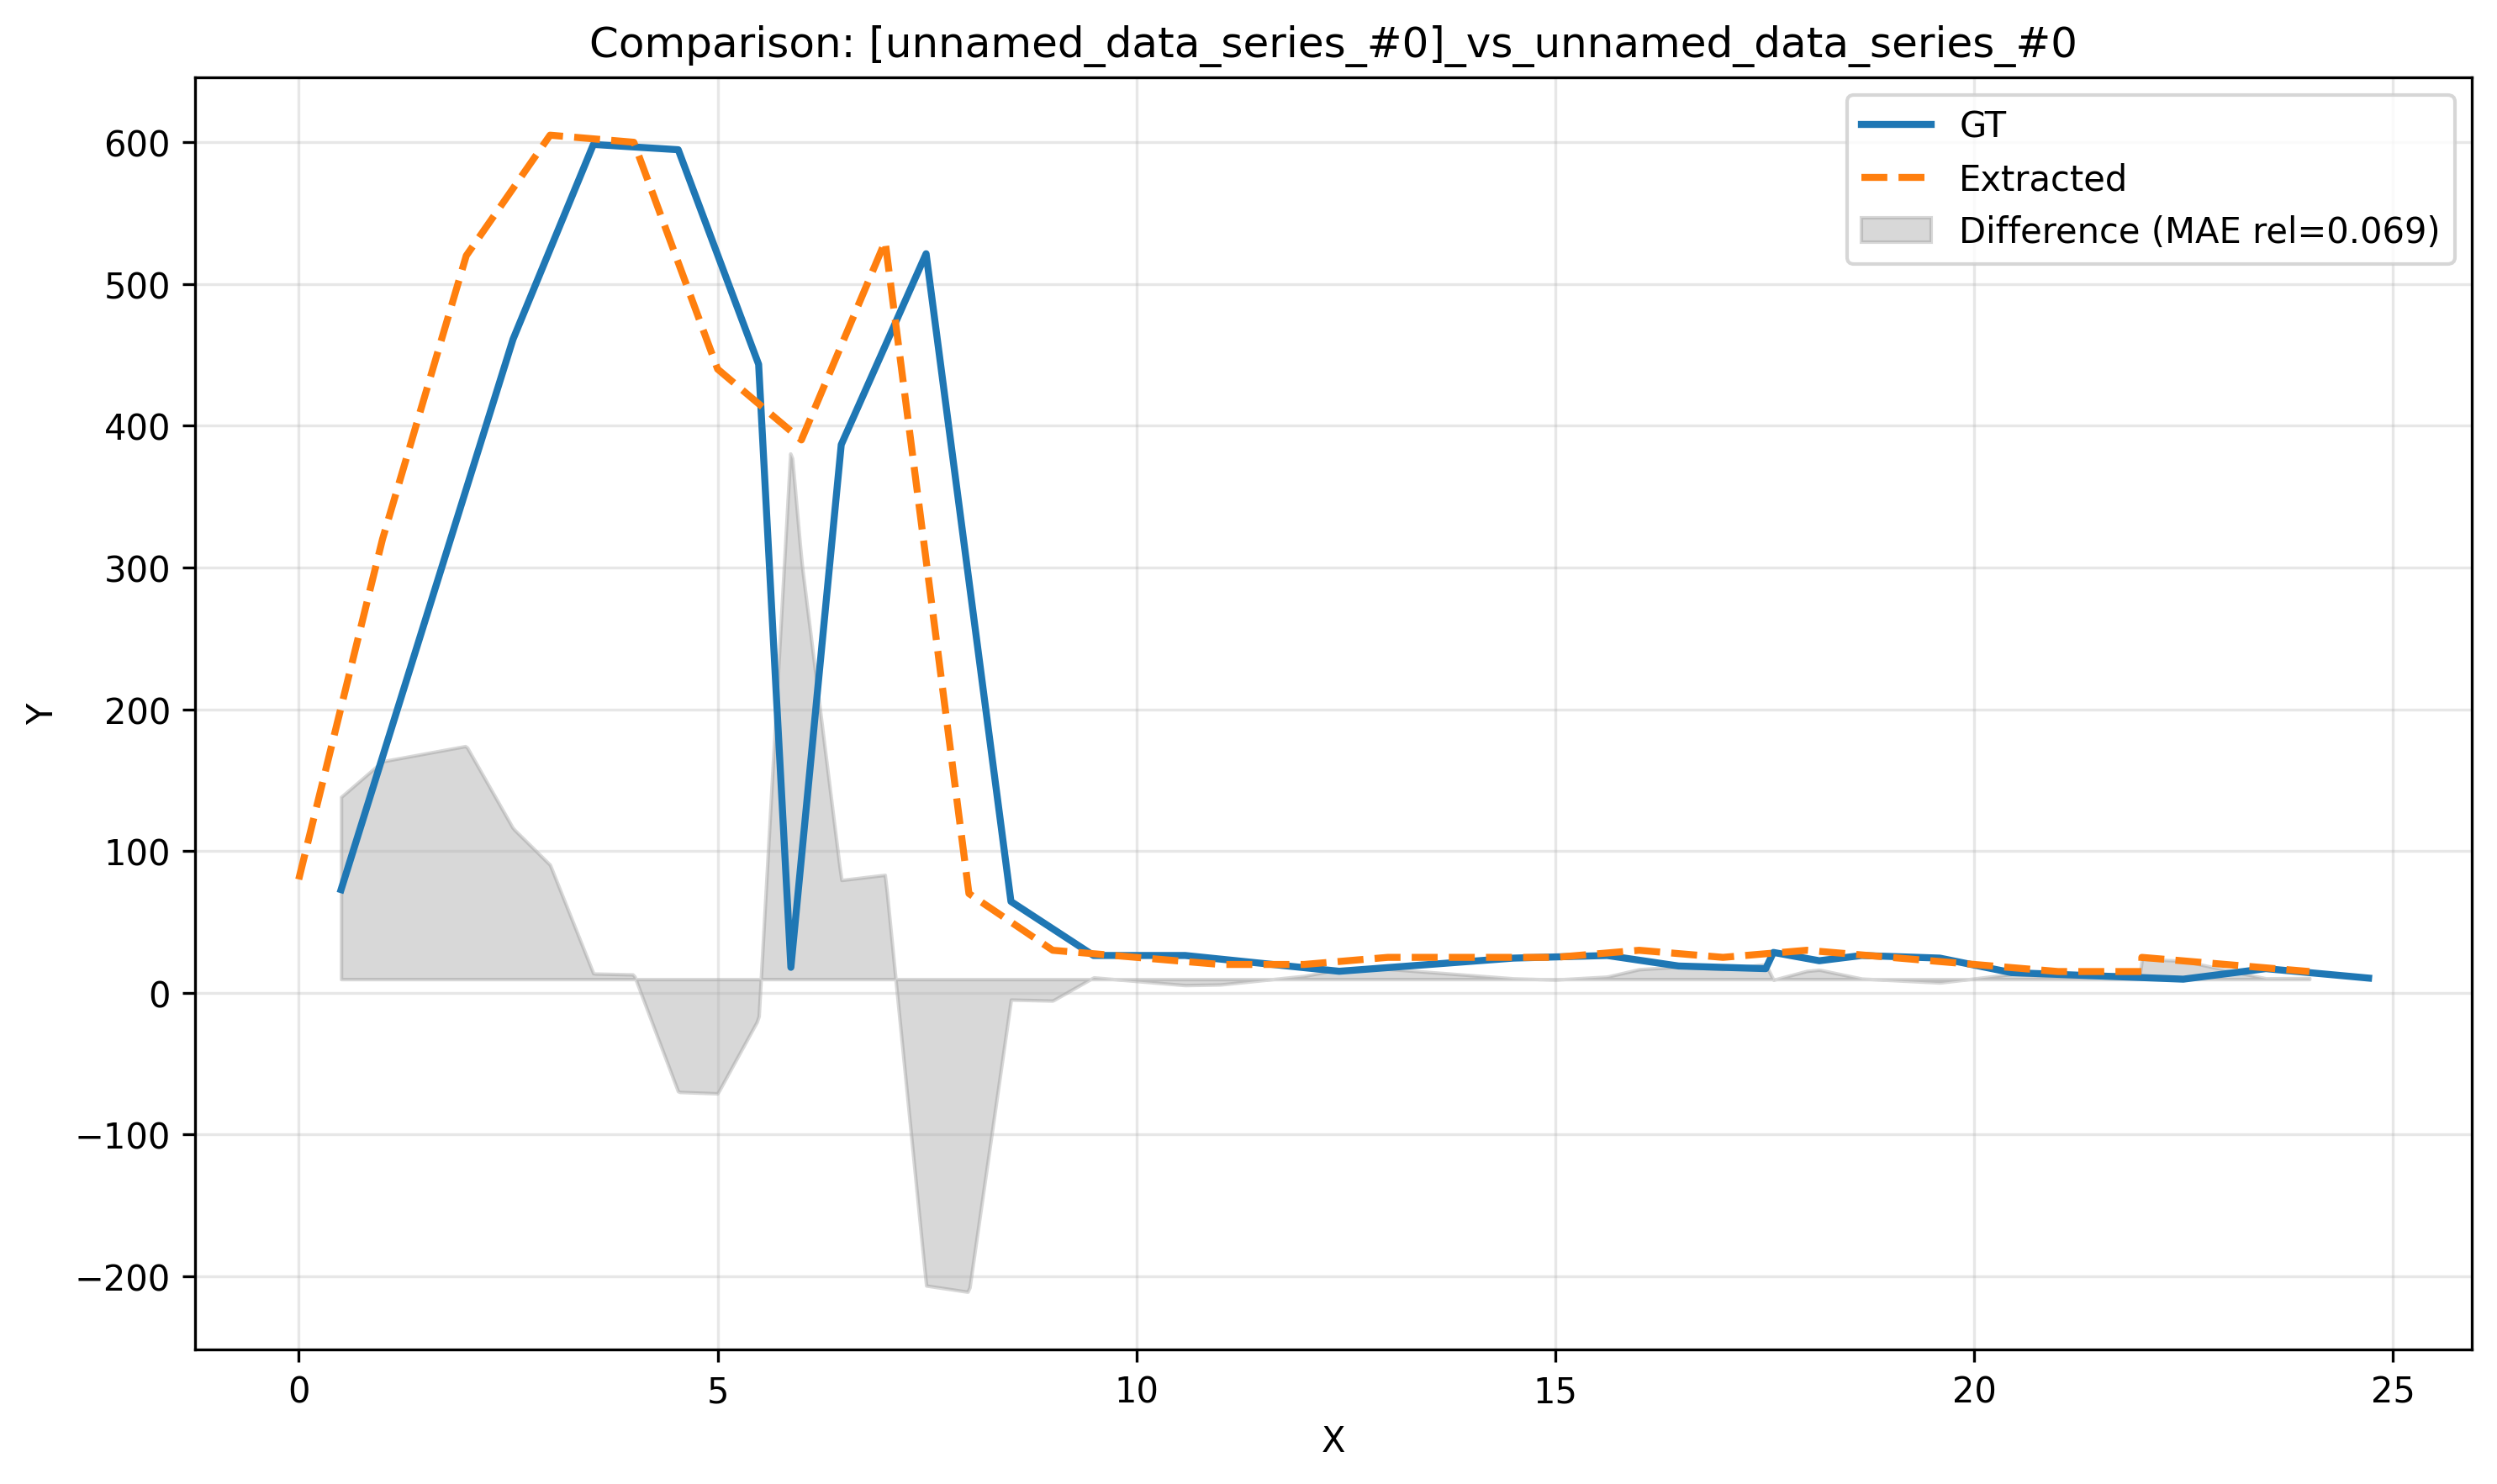 Comparison: [unnamed_data_series_#0]_vs_unnamed_data_series_#0
GT
Extracted
Difference (MAE rel=0.069)
Y
600
500
400
300
200
100
0
−100
−200
0 5 10 15 20 25
X